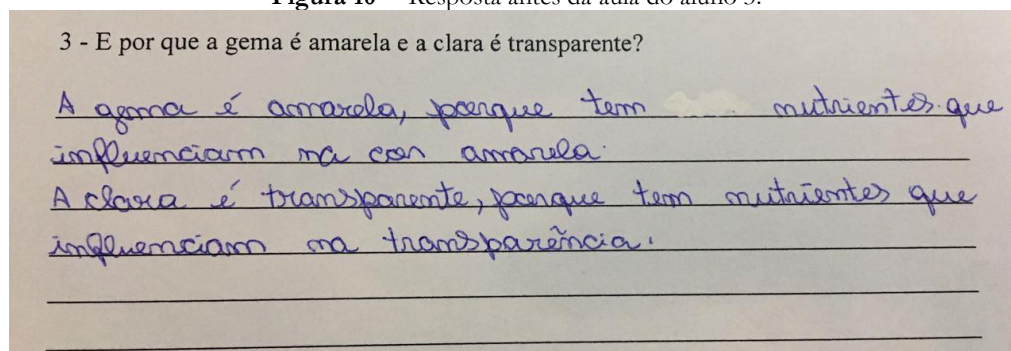 Figura 10 – Resposta antes da aula do aluno 3.
3 - E por que a gema é amarela e a clara é transparente?
A gema é amarela, porque tem nutrientes que
influenciam na cor amarela.
A clara é transparente, porque tem nutrientes que
influenciam na transparência.